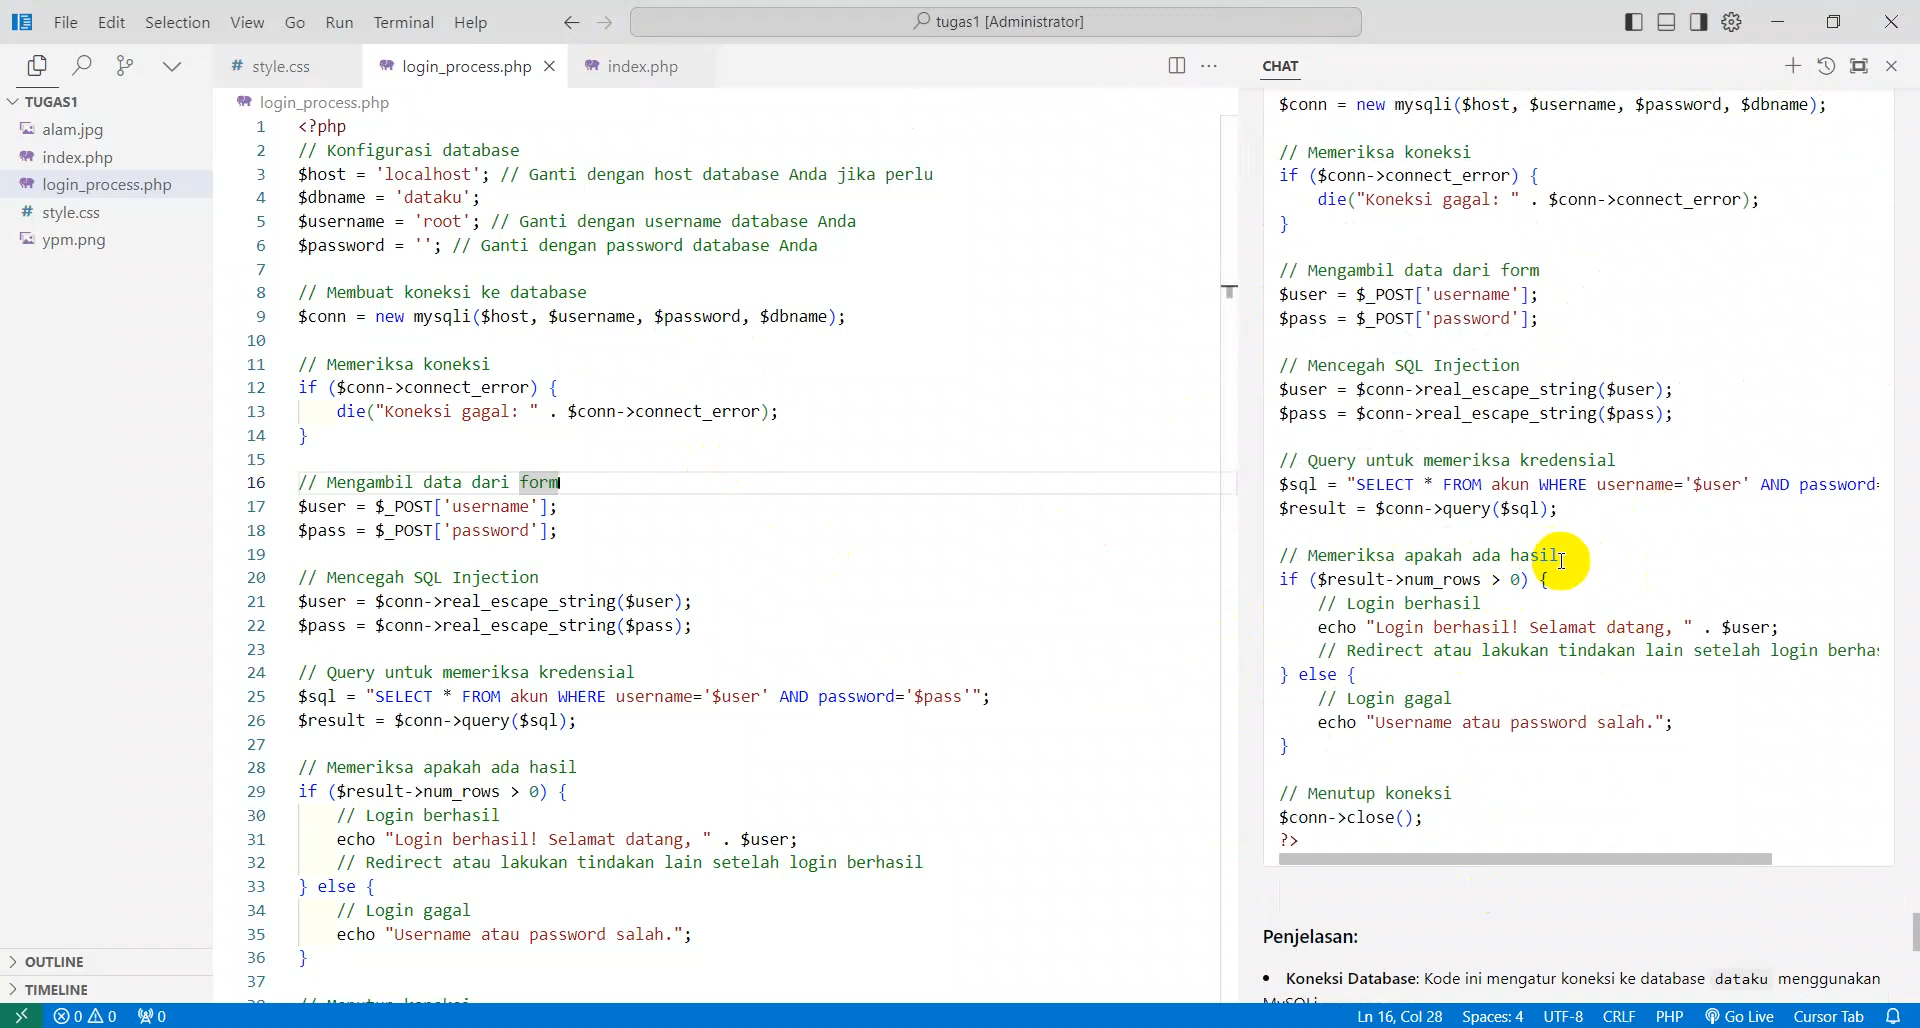 File Edit Selection View Go Run Terminal Help
tugas1 [Administrator]
# style.css
login_process.php
index.php
CHAT
TUGAS1
alam.jpg
index.php
login_process.php
# style.css
ypm.png
OUTLINE
TIMELINE
login_process.php
1 <?php
2 // Konfigurasi database
3 $host = 'localhost'; // Ganti dengan host database Anda jika perlu
4 $dbname = 'dataku';
5 $username = 'root'; // Ganti dengan username database Anda
6 $password = ''; // Ganti dengan password database Anda
7
8 // Membuat koneksi ke database
9 $conn = new mysqli($host, $username, $password, $dbname);
10
11 // Memeriksa koneksi
12 if ($conn->connect_error) {
13 die("Koneksi gagal: " . $conn->connect_error);
14 }
15
16 // Mengambil data dari form
17 $user = $_POST['username'];
18 $pass = $_POST['password'];
19
20 // Mencegah SQL Injection
21 $user = $conn->real_escape_string($user);
22 $pass = $conn->real_escape_string($pass);
23
24 // Query untuk memeriksa kredensial
25 $sql = "SELECT * FROM akun WHERE username='$user' AND password='$pass'";
26 $result = $conn->query($sql);
27
28 // Memeriksa apakah ada hasil
29 if ($result->num_rows > 0) {
30 // Login berhasil
31 echo "Login berhasil! Selamat datang, " . $user;
32 // Redirect atau lakukan tindakan lain setelah login berhasil
33 } else {
34 // Login gagal
35 echo "Username atau password salah.";
36 }
37
$conn = new mysqli($host, $username, $password, $dbname);
// Memeriksa koneksi
if ($conn->connect_error) {
die("Koneksi gagal: " . $conn->connect_error);
}
// Mengambil data dari form
$user = $_POST['username'];
$pass = $_POST['password'];
// Mencegah SQL Injection
$user = $conn->real_escape_string($user);
$pass = $conn->real_escape_string($pass);
// Query untuk memeriksa kredensial
$sql = "SELECT * FROM akun WHERE username='$user' AND password=
$result = $conn->query($sql);
// Memeriksa apakah ada hasil
if ($result->num_rows > 0) {
// Login berhasil
echo "Login berhasil! Selamat datang, " . $user;
// Redirect atau lakukan tindakan lain setelah login berhas
} else {
// Login gagal
echo "Username atau password salah.";
}
// Menutup koneksi
$conn->close();
?>
Penjelasan:
• Koneksi Database: Kode ini mengatur koneksi ke database dataku menggunakan
0 0 0
Ln 16, Col 28 Spaces: 4 UTF-8 CRLF PHP Go Live Cursor Tab